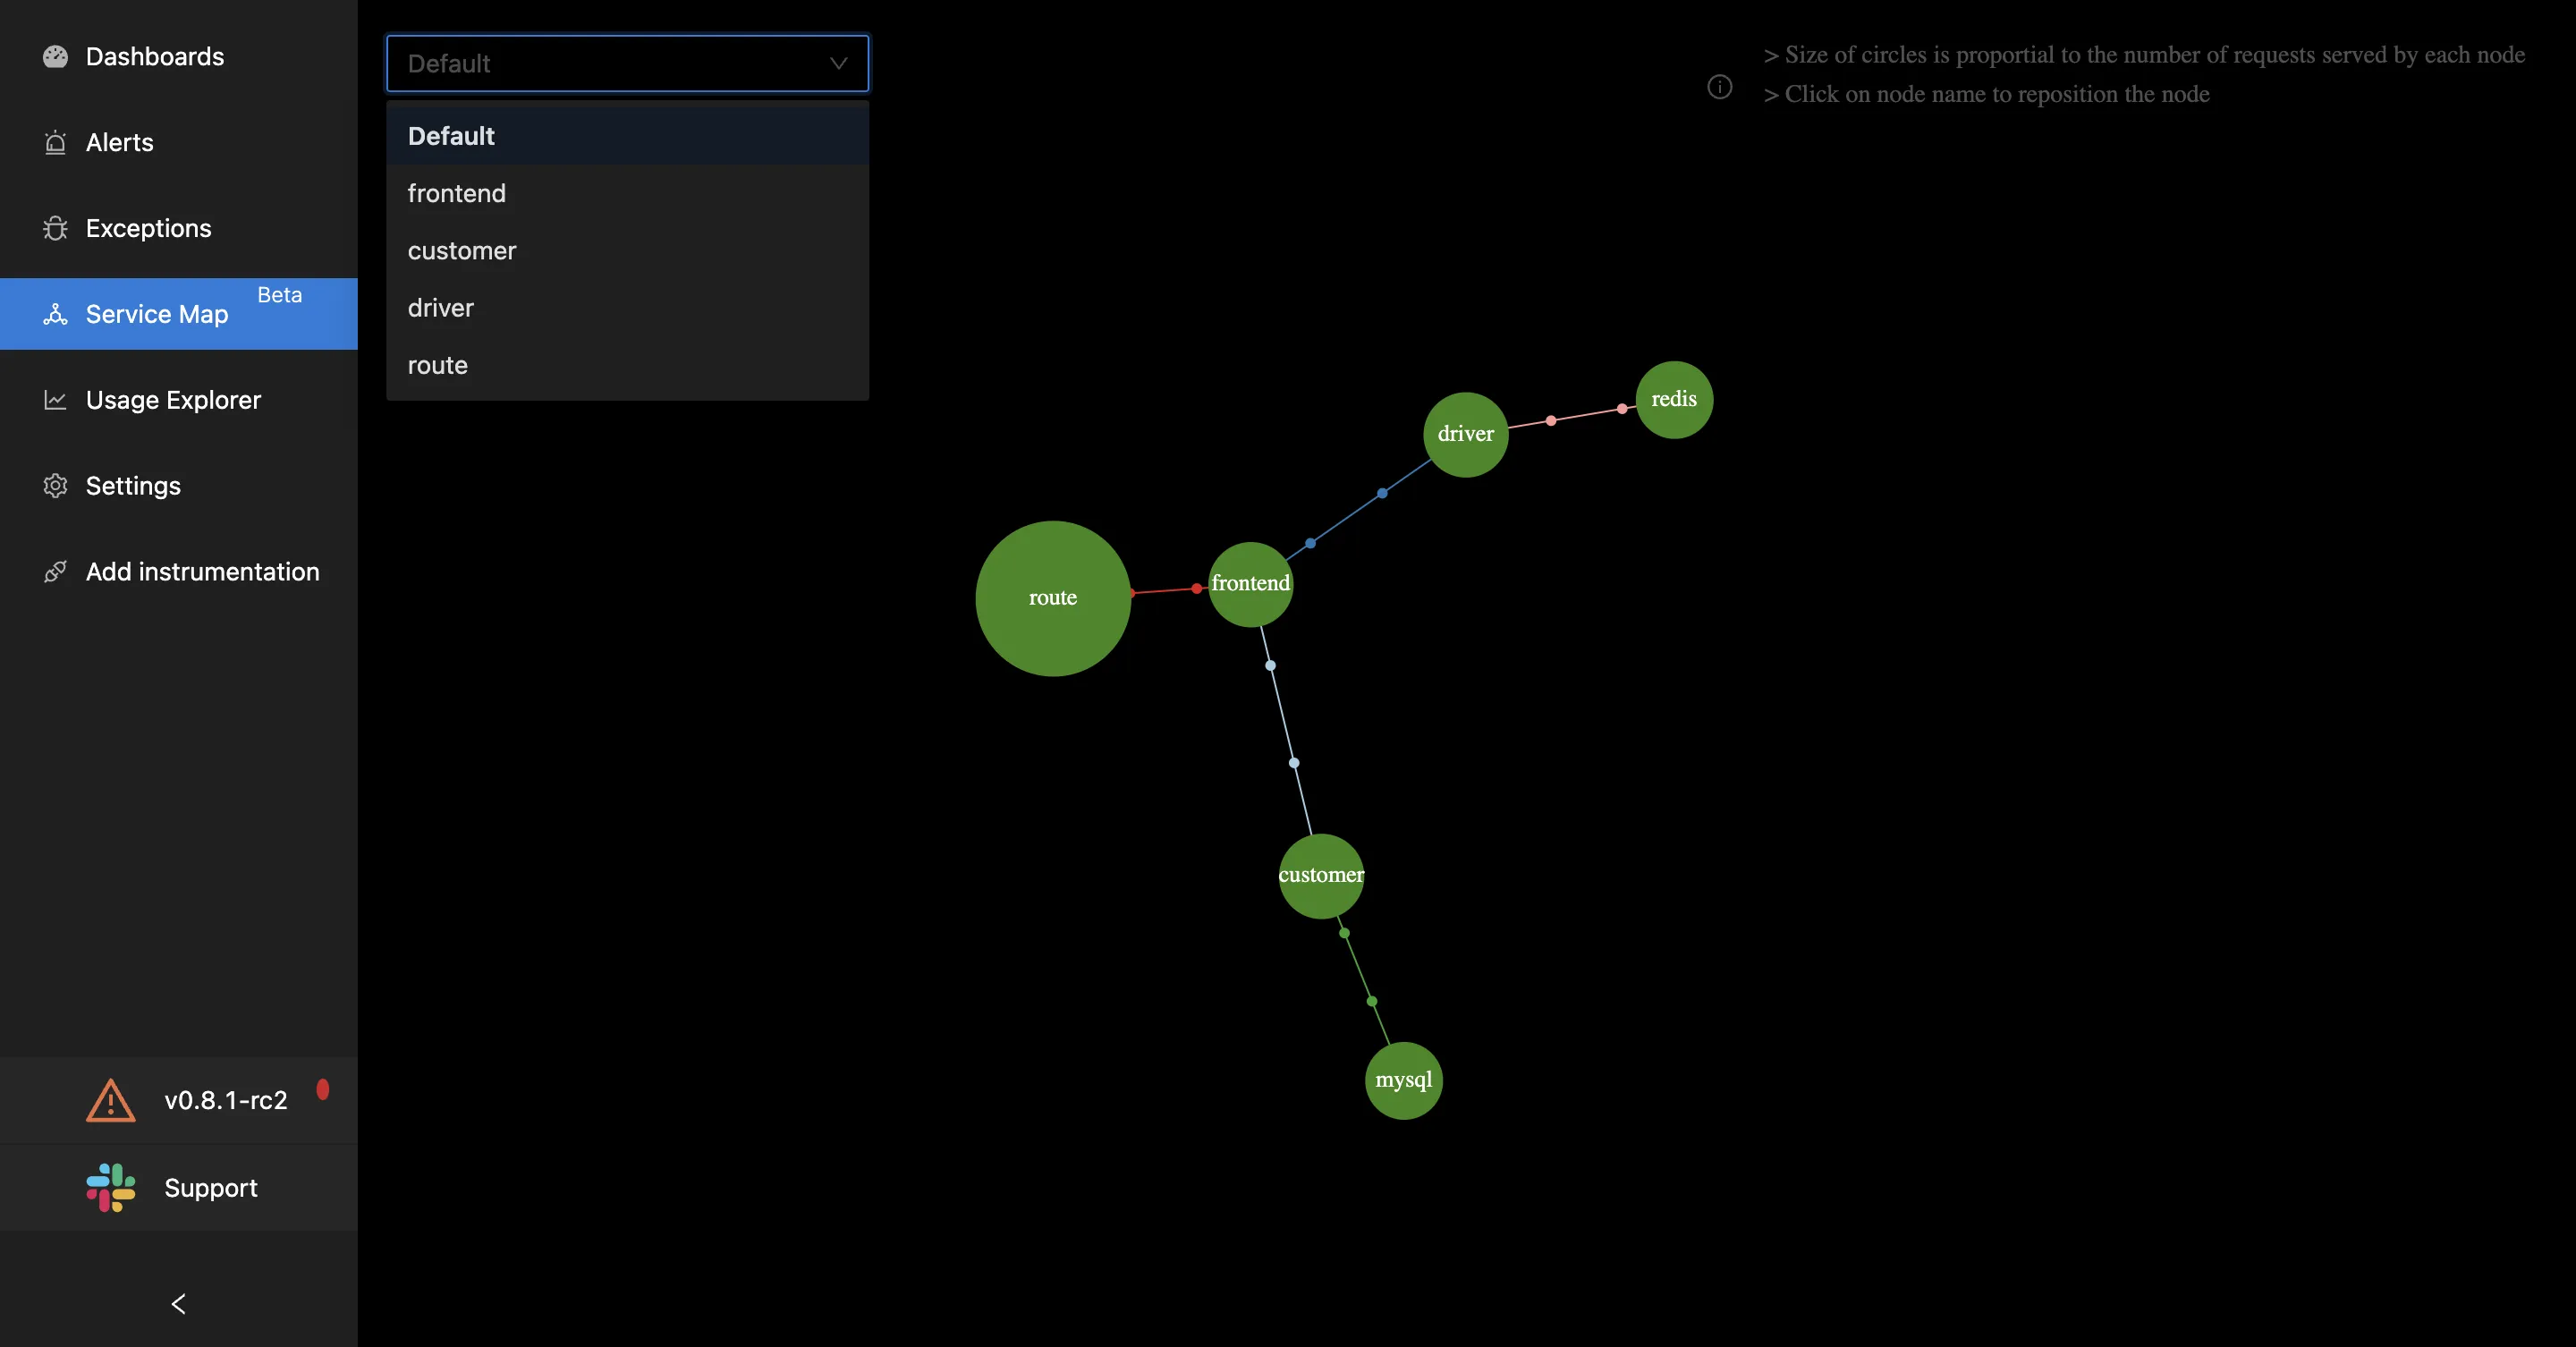 Dashboards
Alerts
Exceptions
Service Map
Beta
Usage Explorer
Settings
Add instrumentation
v0.8.1-rc2
Support
Default
Default
frontend
customer
driver
route
> Size of circles is proportial to the number of requests served by each node
> Click on node name to reposition the node
redis
driver
frontend
route
customer
mysql